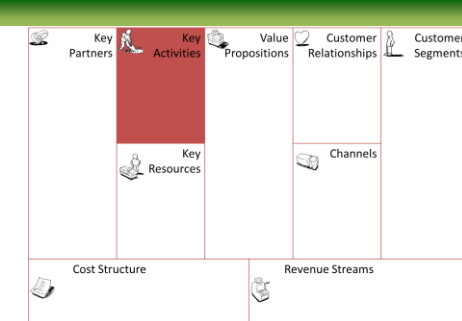 Key
Partners
Key
Activities
Value
Propositions
Customer
Relationships
Customer
Segments
Key
Resources
Channels
Cost Structure
Revenue Streams